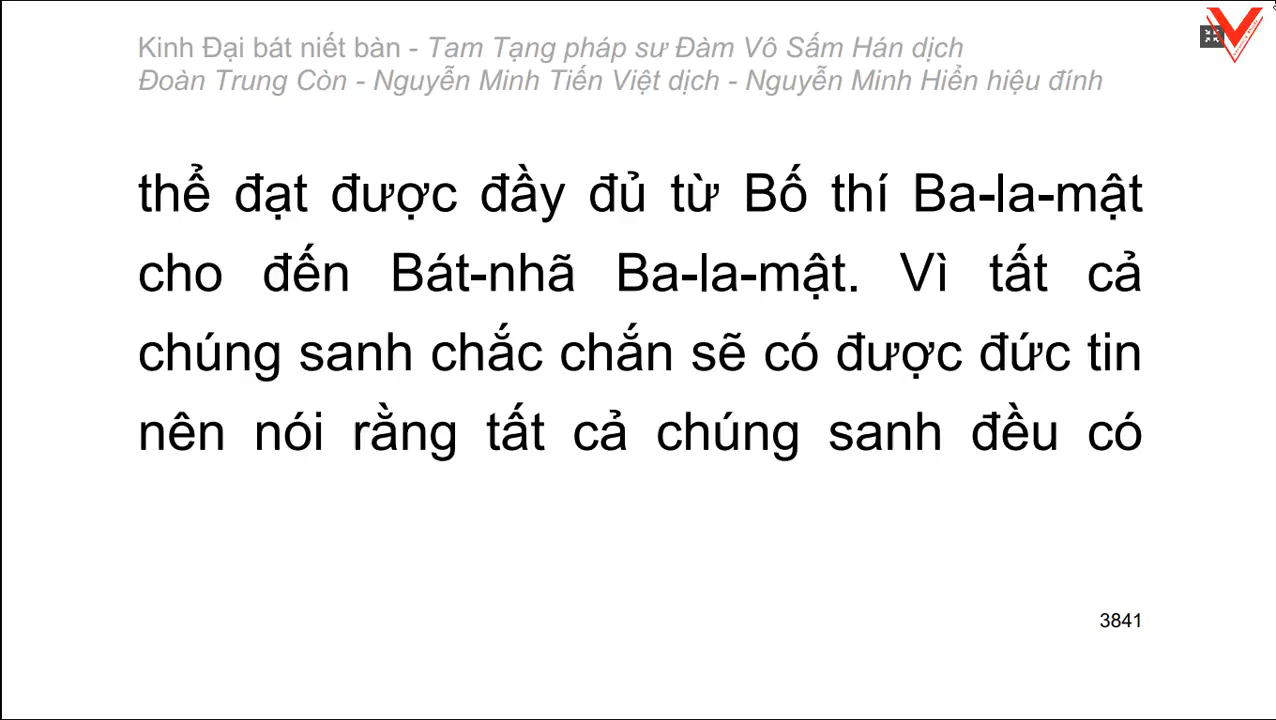 Kinh Đại bát niết bàn - Tam Tạng pháp sư Đàm Vô Sấm Hán dịch
Đoàn Trung Còn - Nguyễn Minh Tiến Việt dịch - Nguyễn Minh Hiển hiệu đính
thể đạt được đầy đủ từ Bố thí Ba-la-mật
cho đến Bát-nhã Ba-la-mật. Vì tất cả
chúng sanh chắc chắn sẽ có được đức tin
nên nói rằng tất cả chúng sanh đều có
3841